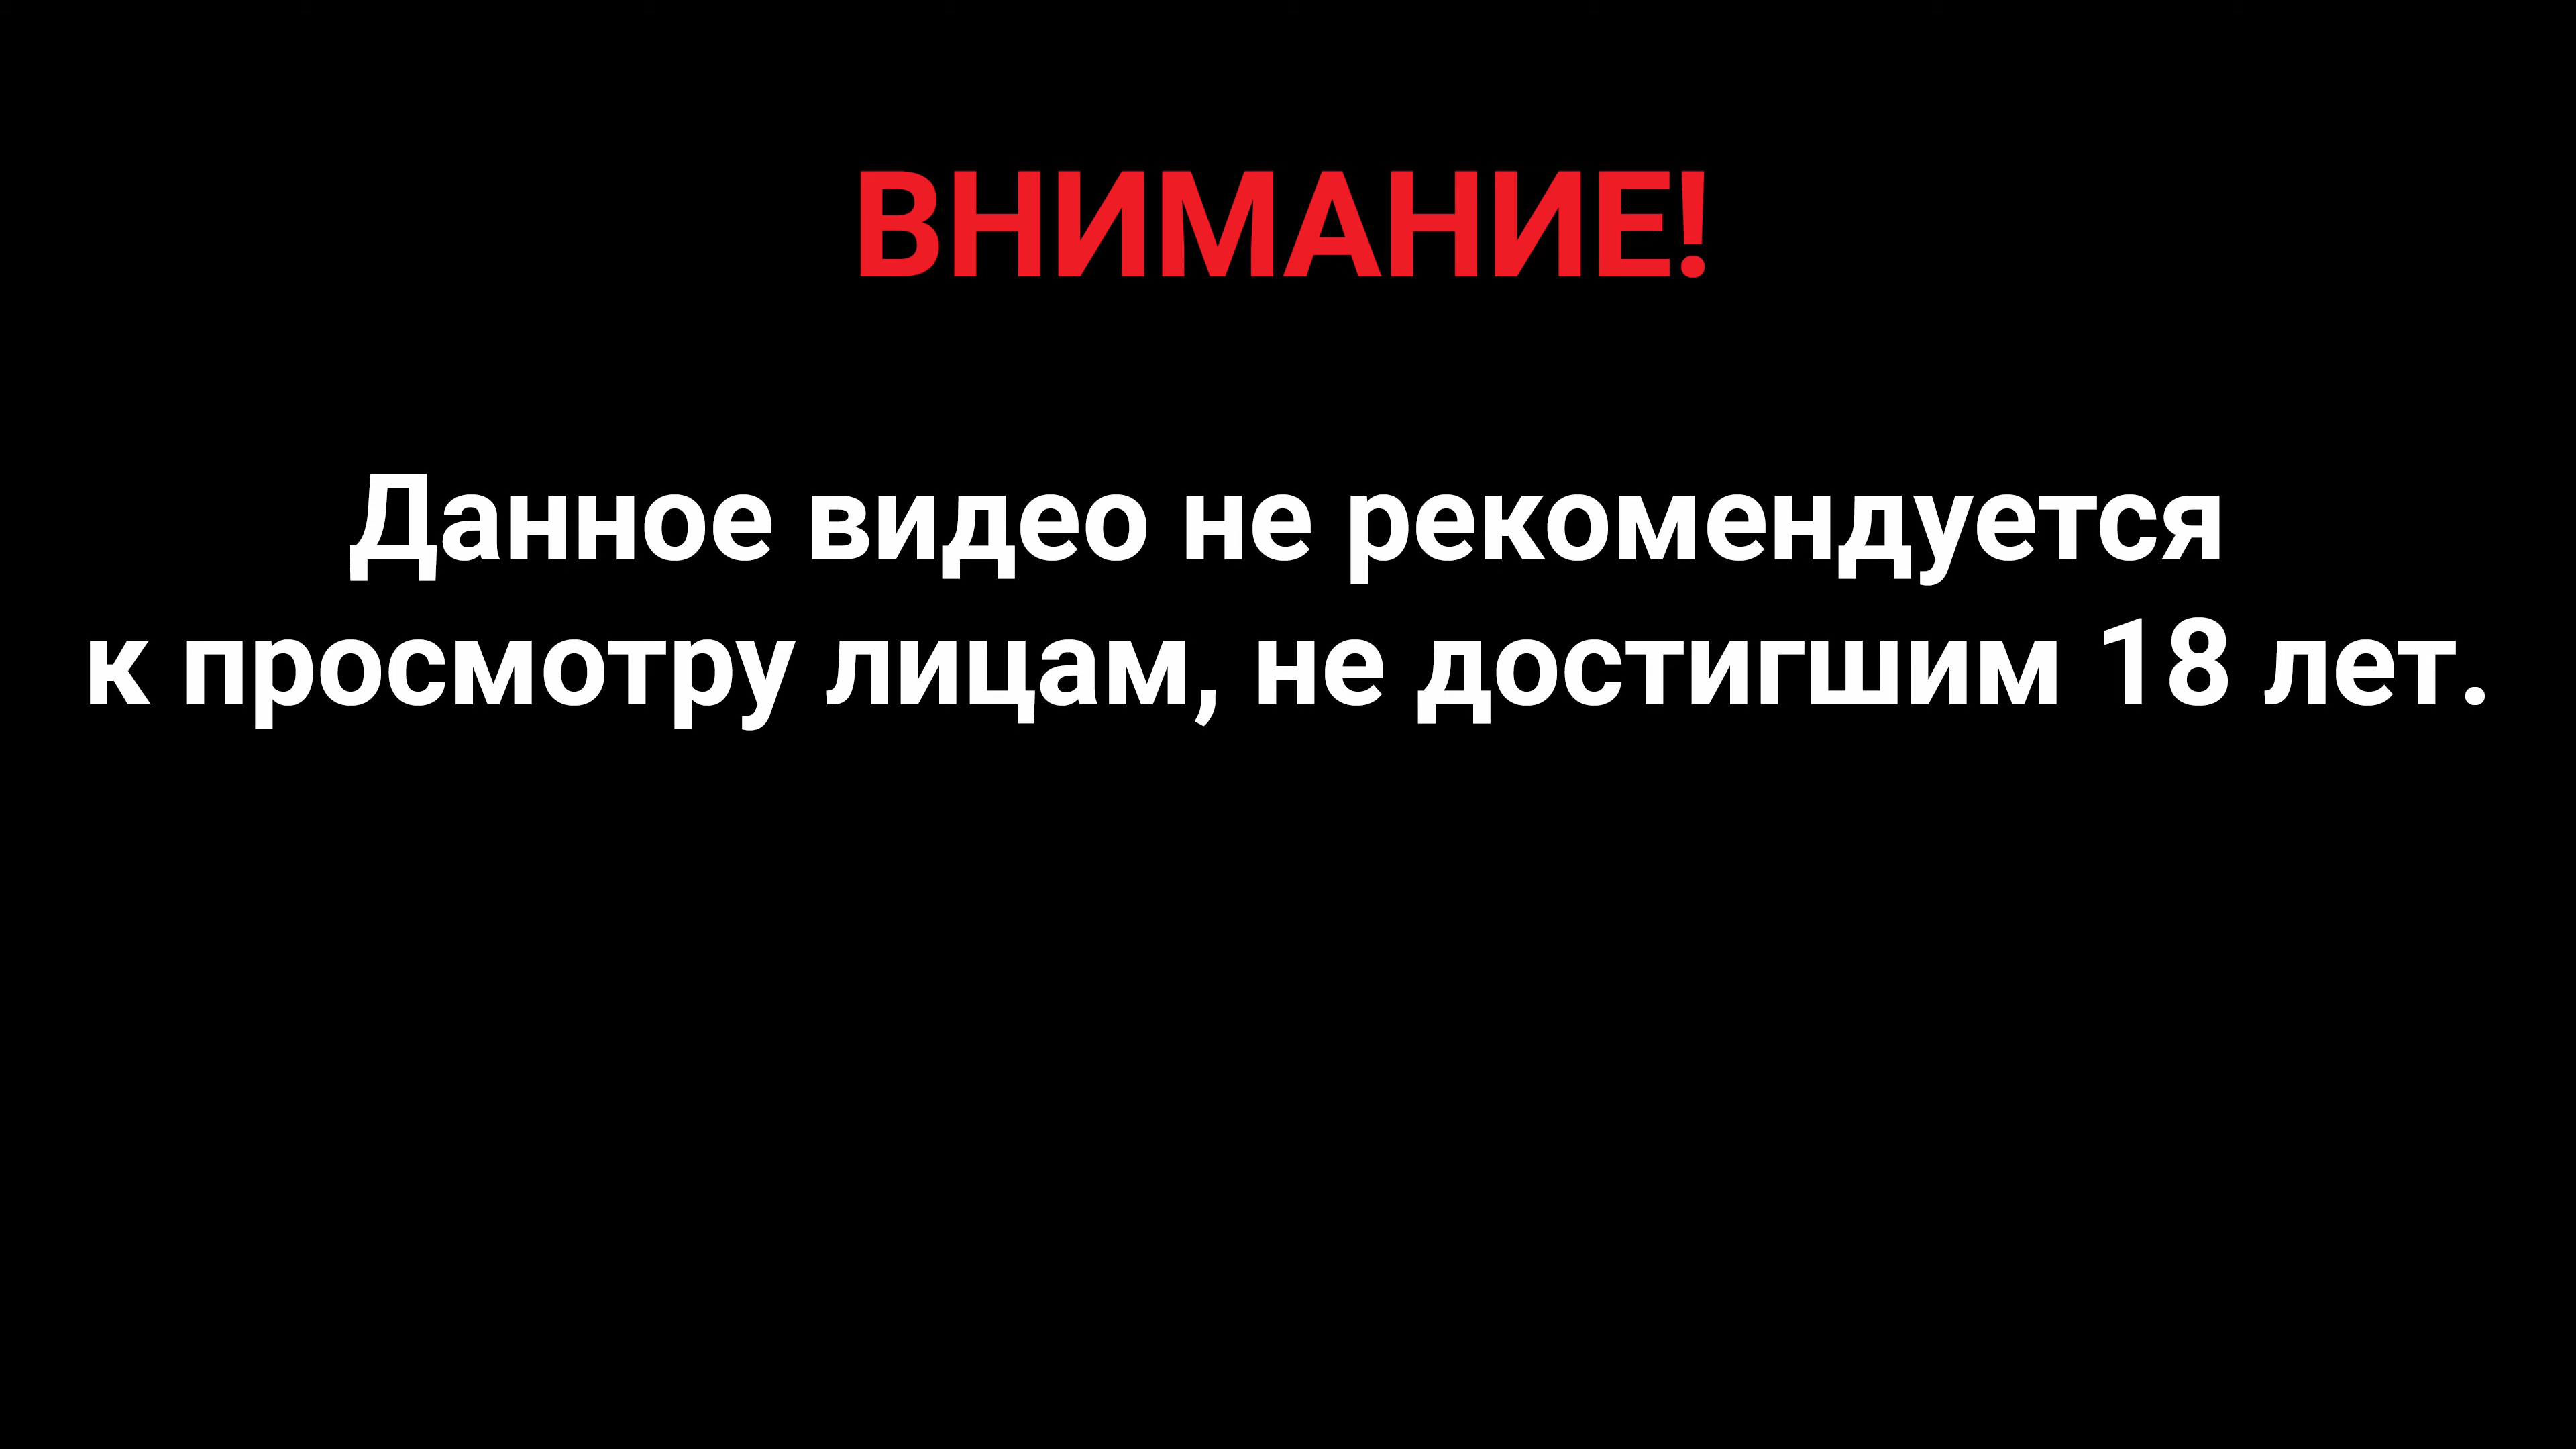 ВНИМАНИЕ!
Данное видео не рекомендуется
к просмотру лицам, не достигшим 18 лет.